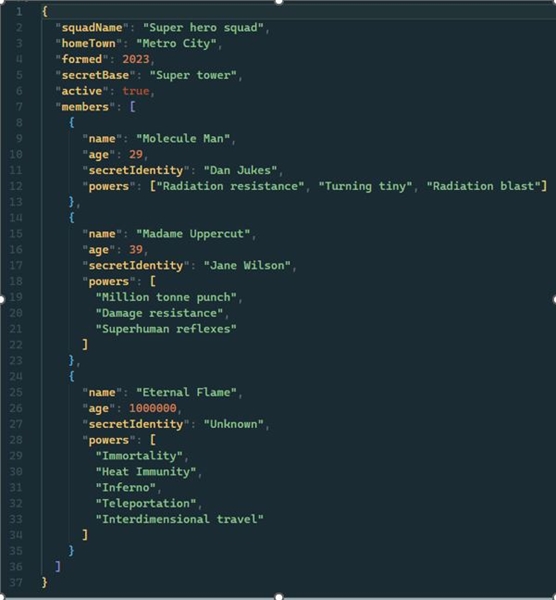 1 {
2 "squadName": "Super hero squad",
3 "homeTown": "Metro City",
4 "formed": 2023,
5 "secretBase": "Super tower",
6 "active": true,
7 "members": [
8 {
9 "name": "Molecule Man",
10 "age": 29,
11 "secretIdentity": "Dan Jukes",
12 "powers": ["Radiation resistance", "Turning tiny", "Radiation blast"]
13 },
14 {
15 "name": "Madame Uppercut",
16 "age": 39,
17 "secretIdentity": "Jane Wilson",
18 "powers": [
19 "Million tonne punch",
20 "Damage resistance",
21 "Superhuman reflexes"
22 ]
23 },
24 {
25 "name": "Eternal Flame",
26 "age": 1000000,
27 "secretIdentity": "Unknown",
28 "powers": [
29 "Immortality",
30 "Heat Immunity",
31 "Inferno",
32 "Teleportation",
33 "Interdimensional travel"
34 ]
35 }
36 ]
37 }